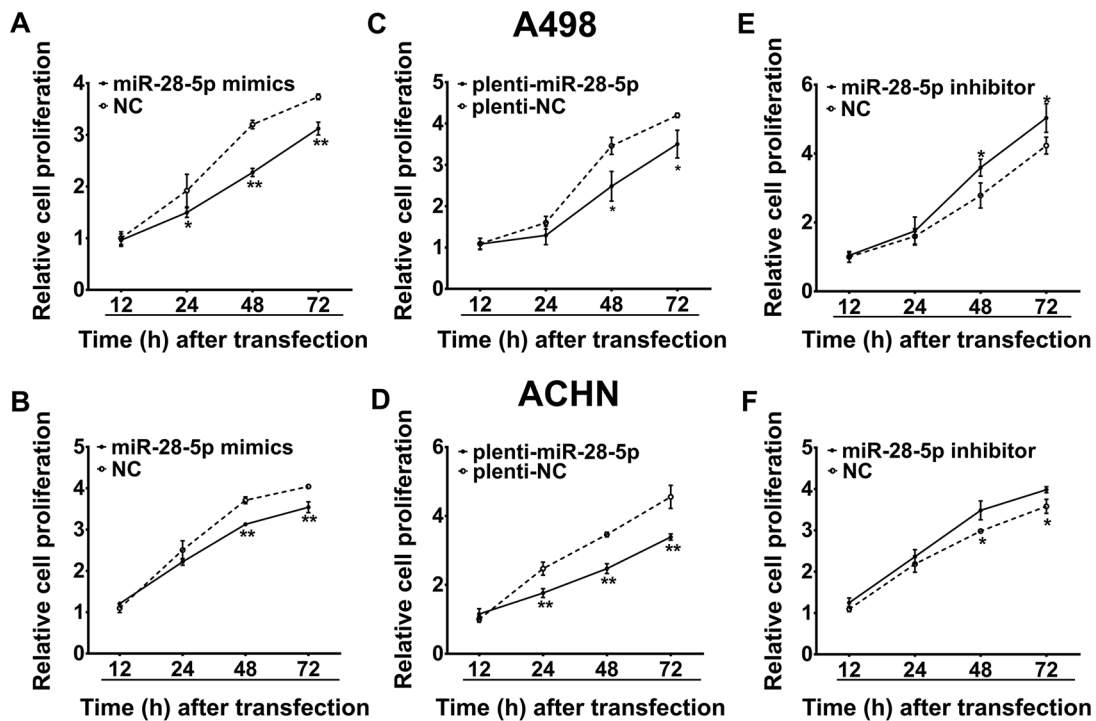 A
Relative cell proliferation
miR-28-5p mimics
NC
4
3
2
1
0
*
**
**
12 24 48 72
Time (h) after transfection
C
A498
Relative cell proliferation
plenti-miR-28-5p
plenti-NC
5
4
3
2
1
0
*
*
12 24 48 72
Time (h) after transfection
E
Relative cell proliferation
miR-28-5p inhibitor
NC
6
4
2
0
*
*
12 24 48 72
Time (h) after transfection
B
Relative cell proliferation
miR-28-5p mimics
NC
5
4
3
2
1
0
**
**
12 24 48 72
Time (h) after transfection
D
ACHN
Relative cell proliferation
plenti-miR-28-5p
plenti-NC
6
4
2
0
**
**
**
12 24 48 72
Time (h) after transfection
F
Relative cell proliferation
miR-28-5p inhibitor
NC
5
4
3
2
1
0
*
*
12 24 48 72
Time (h) after transfection